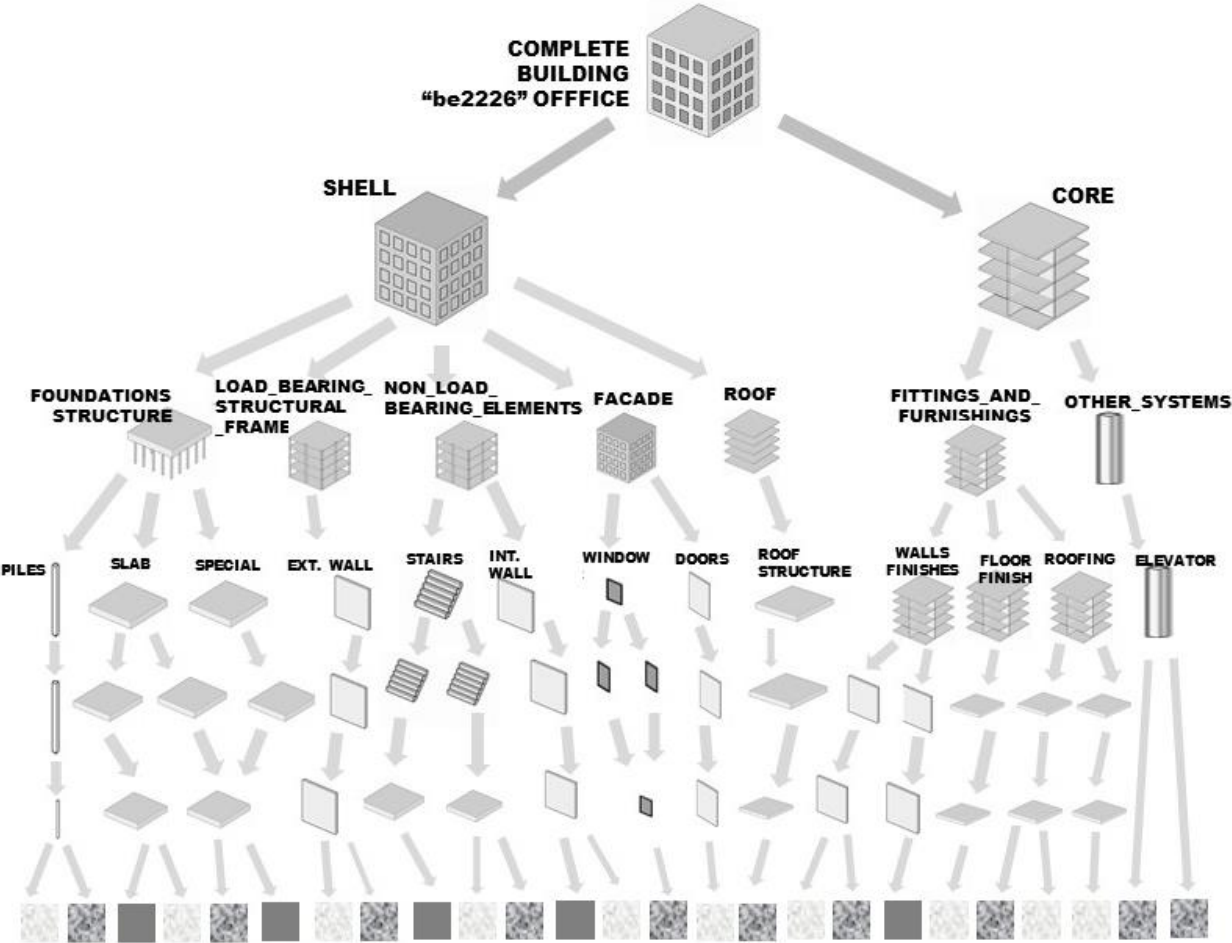 COMPLETE
BUILDING
“be2226” OFFFICE
SHELL
CORE
FOUNDATIONS
STRUCTURE
LOAD_BEARING_
STRUCTURAL
_FRAME
NON_LOAD_
BEARING_ELEMENTS
FACADE
ROOF
FITTINGS_AND_
FURNISHINGS
OTHER_SYSTEMS
PILES
SLAB
SPECIAL
EXT. WALL
STAIRS
INT.
WALL
WINDOW
DOORS
ROOF
STRUCTURE
WALLS
FINISHES
FLOOR
FINISH
ROOFING
ELEVATOR